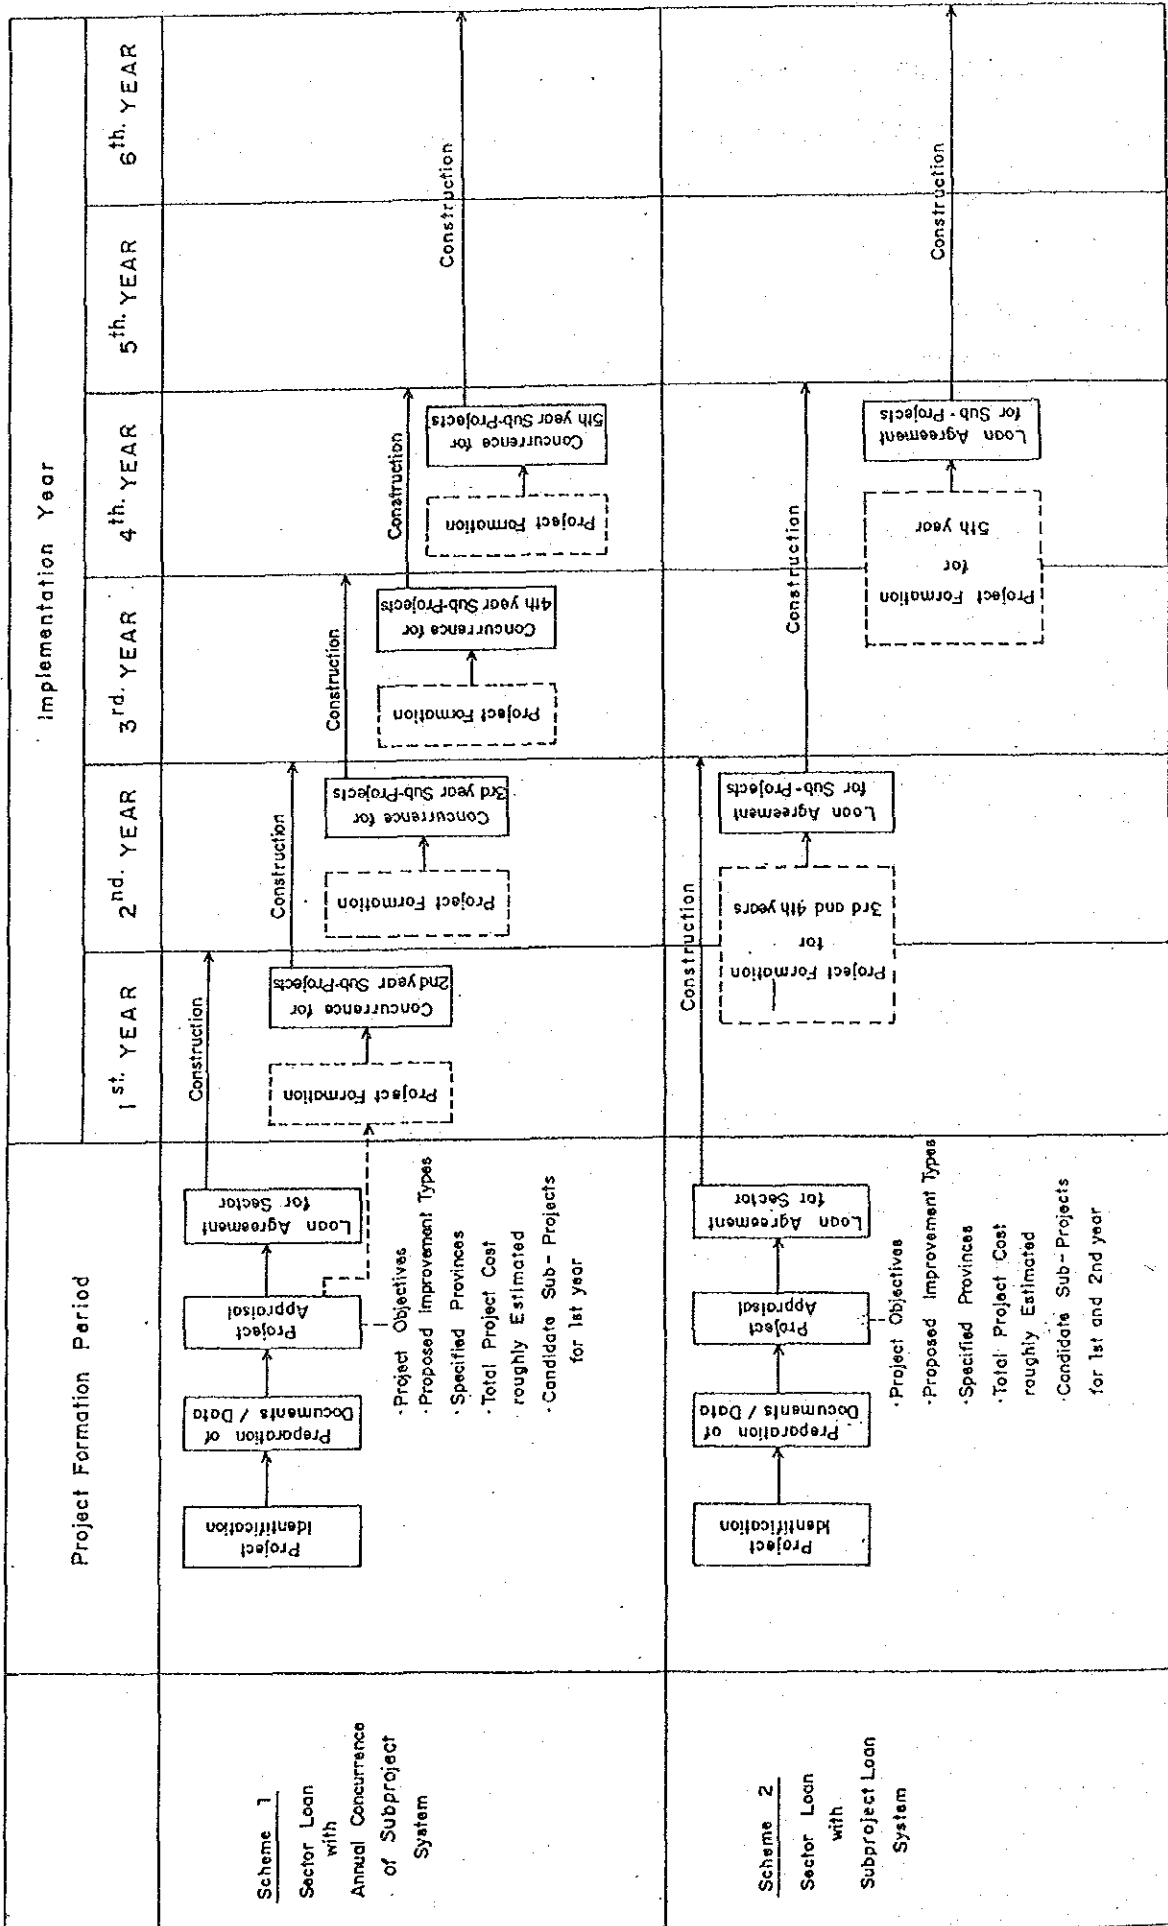 Project Formation Period
Implementation Year
1st. YEAR
2nd. YEAR
3rd. YEAR
4th. YEAR
5th. YEAR
6th. YEAR
Scheme 1
Sector Loan
with
Annual Concurrence
of Subproject
System
Project
Identification
Preparation of
Documents / Data
Project
Appraisal
Loan Agreement
for Sector
· Project Objectives
· Proposed Improvement Types
· Specified Provinces
· Total Project Cost
roughly Estimated
· Candidate Sub-Projects
for 1st year
Construction
Project Formation
Concurrence for
2nd year Sub-Projects
Construction
Project Formation
Concurrence for
3rd year Sub-Projects
Construction
Project Formation
Concurrence for
4th year Sub-Projects
Construction
Project Formation
Concurrence for
5th year Sub-Projects
Construction
Scheme 2
Sector Loan
with
Subproject Loan
System
Project
Identification
Preparation of
Documents / Data
Project
Appraisal
Loan Agreement
for Sector
· Project Objectives
· Proposed Improvement Types
· Specified Provinces
· Total Project Cost
roughly Estimated
· Candidate Sub-Projects
for 1st and 2nd year
Construction
Project Formation
for
3rd and 4th years
Loan Agreement
for Sub-Projects
Construction
Project Formation
for
5th year
Loan Agreement
for Sub-Projects
Construction